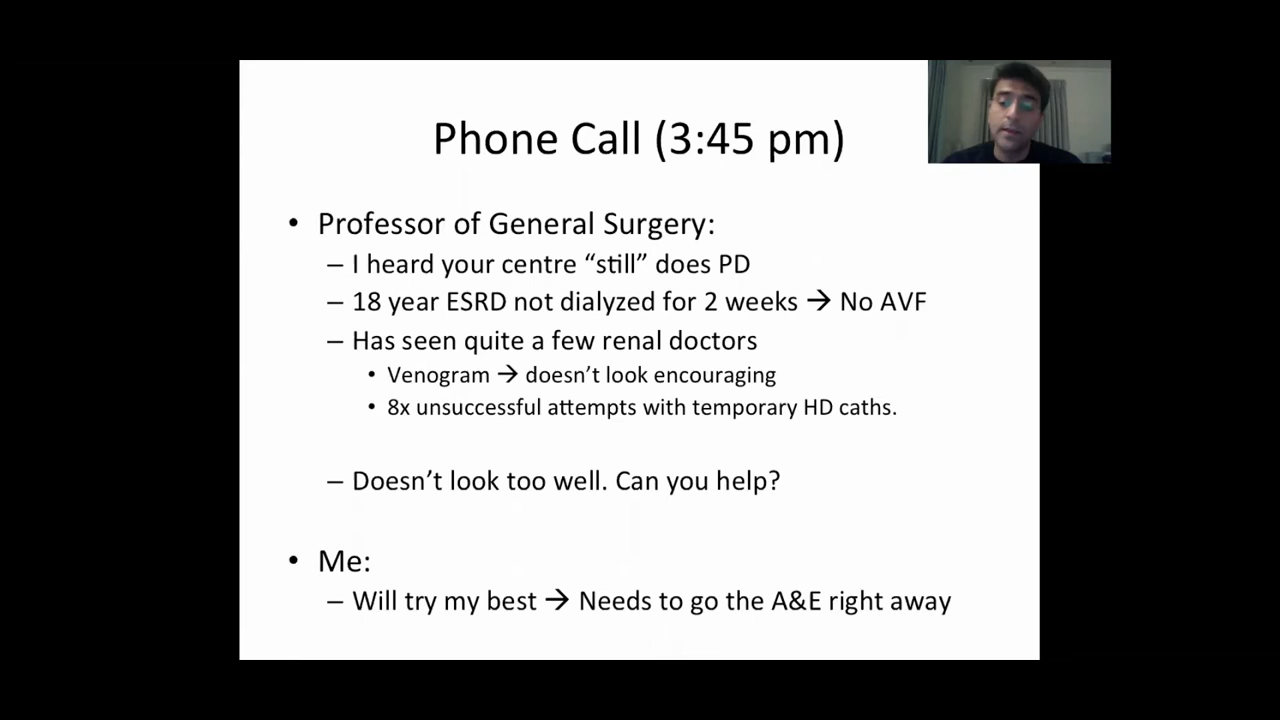 Phone Call (3:45 pm)
• Professor of General Surgery:
– I heard your centre “still” does PD
– 18 year ESRD not dialyzed for 2 weeks → No AVF
– Has seen quite a few renal doctors
• Venogram → doesn’t look encouraging
• 8x unsuccessful attempts with temporary HD caths.
– Doesn’t look too well. Can you help?
• Me:
– Will try my best → Needs to go the A&E right away